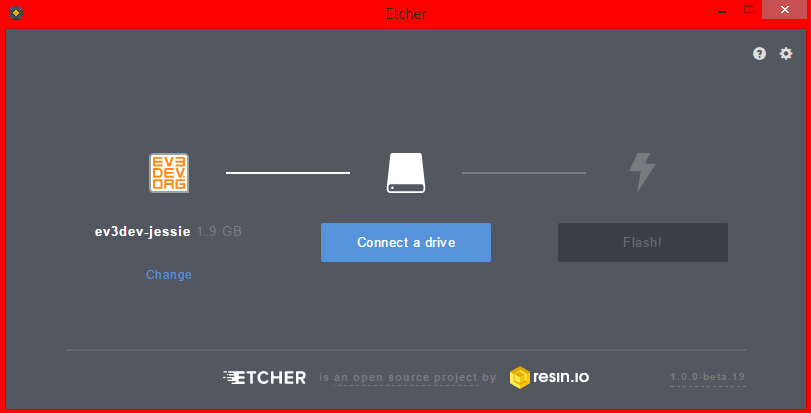 Etcher
EV3
DEV.
ORG
ev3dev-jessie 1.9 GB
Connect a drive
Flash!
Change
ETCHER is an open source project by resin.io
1.0.0-beta.19